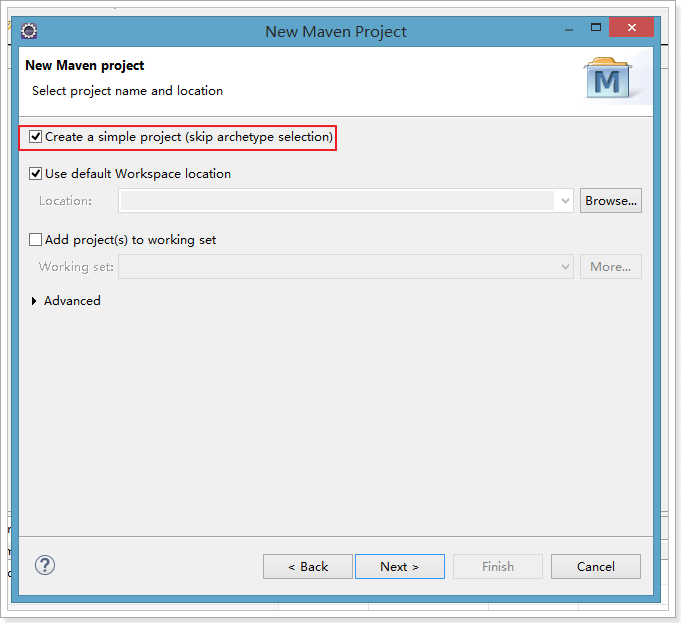 New Maven Project
New Maven project
Select project name and location
M
Create a simple project (skip archetype selection)
Use default Workspace location
Location:
Browse...
Add project(s) to working set
Working set:
More...
Advanced
?
< Back
Next >
Finish
Cancel